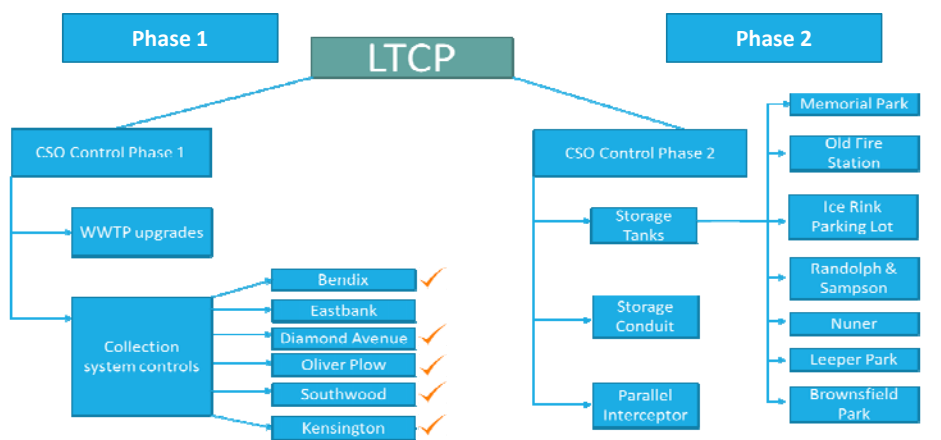 Phase 1
LTCP
Phase 2
CSO Control Phase 1
WWTP upgrades
Collection
system controls
Bendix
Eastbank
Diamond Avenue
Oliver Plow
Southwood
Kensington
CSO Control Phase 2
Storage
Tanks
Storage
Conduit
Parallel
Interceptor
Memorial Park
Old Fire
Station
Ice Rink
Parking Lot
Randolph &
Sampson
Nuner
Leeper Park
Brownsfield
Park